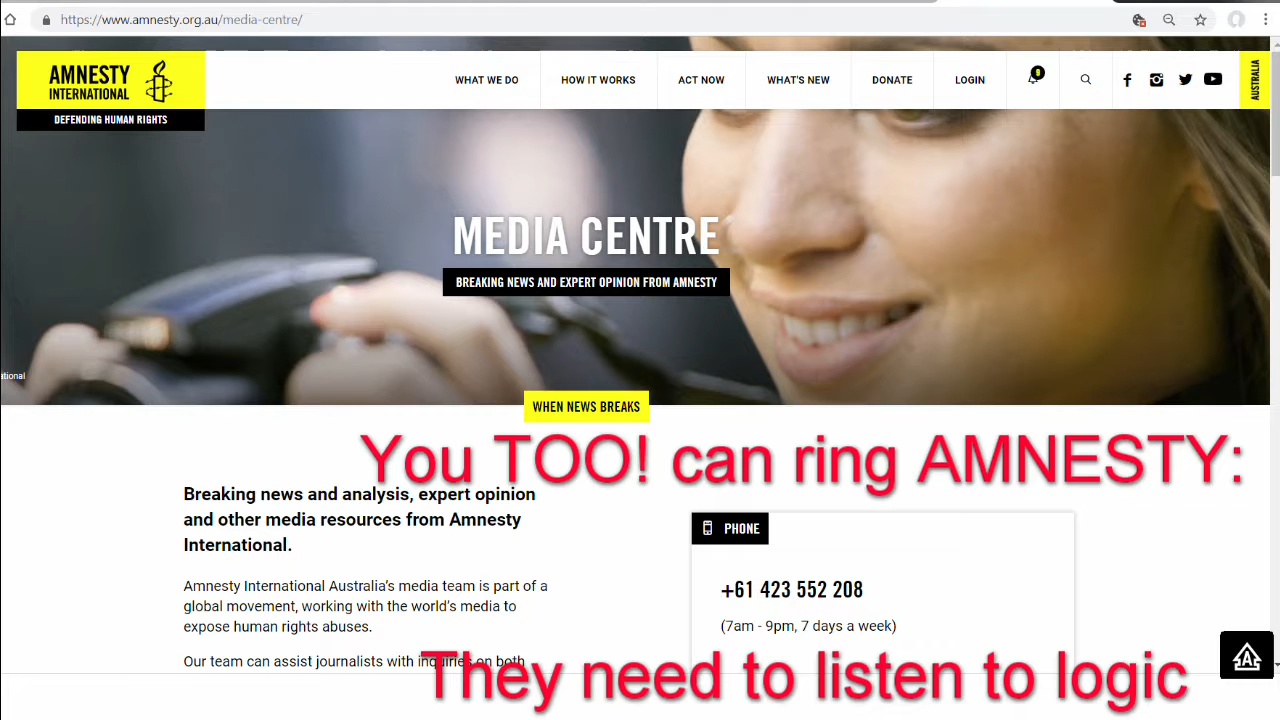 https://www.amnesty.org.au/media-centre/
AMNESTY
INTERNATIONAL
DEFENDING HUMAN RIGHTS
WHAT WE DO
HOW IT WORKS
ACT NOW
WHAT'S NEW
DONATE
LOGIN
AUSTRALIA
MEDIA CENTRE
BREAKING NEWS AND EXPERT OPINION FROM AMNESTY
ational
WHEN NEWS BREAKS
You TOO! can ring AMNESTY:
Breaking news and analysis, expert opinion
and other media resources from Amnesty
International.
PHONE
+61 423 552 208
(7am - 9pm, 7 days a week)
Amnesty International Australia's media team is part of a
global movement, working with the world's media to
expose human rights abuses.
Our team can assist journalists with inquiries on both
They need to listen to logic